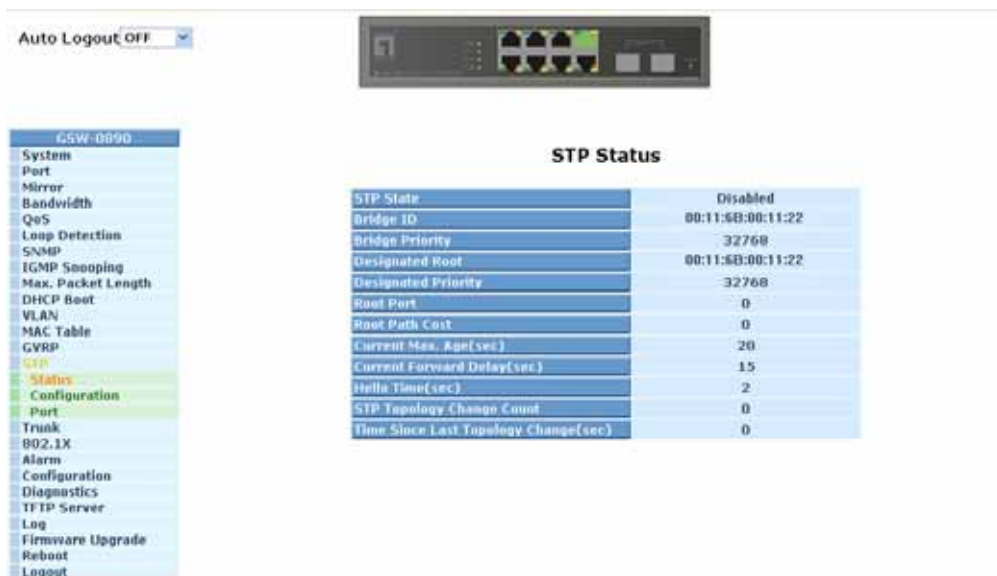 Auto Logout OFF
GSW-0890
System
Port
Mirror
Bandwidth
QoS
Loop Detection
SNMP
IGMP Snooping
Max. Packet Length
DHCP Boot
VLAN
MAC Table
GVRP
STP
Status
Configuration
Port
Trunk
802.1X
Alarm
Configuration
Diagnostics
TFTP Server
Log
Firmware Upgrade
Reboot
Logout
STP Status
STP State Disabled
Bridge ID 00:11:6B:00:11:22
Bridge Priority 32768
Designated Root 00:11:6B:00:11:22
Designated Priority 32768
Root Port 0
Root Path Cost 0
Current Max. Age(sec) 20
Current Forward Delay(sec) 15
Hello Time(sec) 2
STP Topology Change Count 0
Time Since Last Topology Change(sec) 0